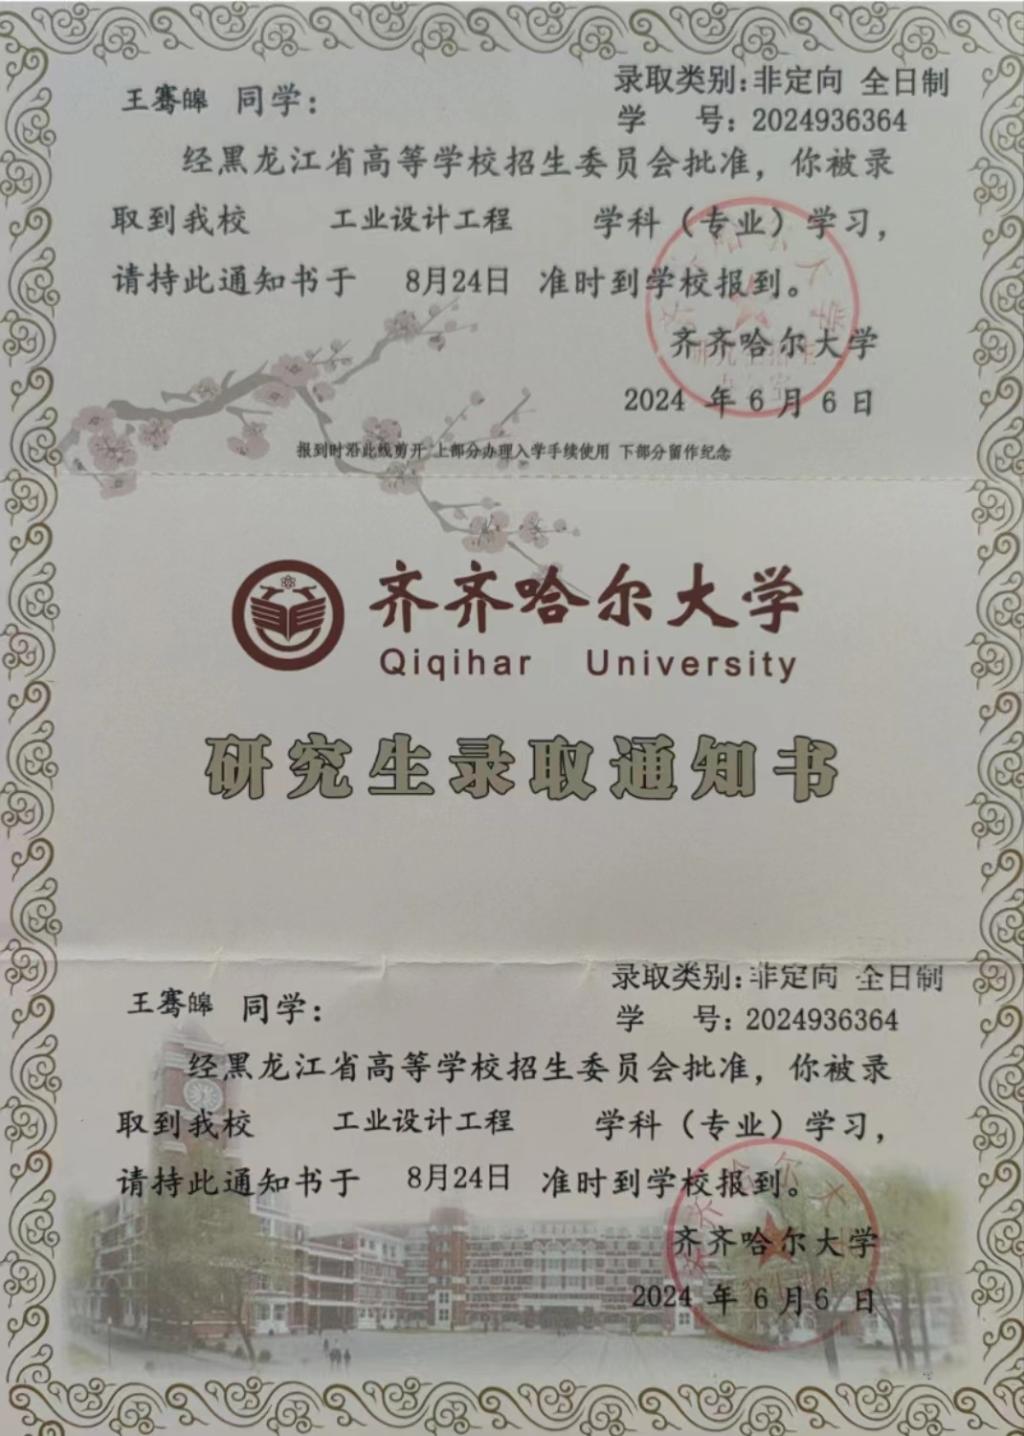 录取类别：非定向 全日制
王骞皞 同学：
学 号：2024936364
经黑龙江省高等学校招生委员会批准，你被录
取到我校 工业设计工程 学科（专业）学习，
请持此通知书于 8月24日 准时到学校报到。
齐齐哈尔大学
2024 年 6 月 6 日
报到时沿此线剪开 上部分办理入学手续使用 下部分留作纪念
齐齐哈尔大学
Qiqihar University
研究生录取通知书
录取类别：非定向 全日制
王骞皞 同学：
学 号：2024936364
经黑龙江省高等学校招生委员会批准，你被录
取到我校 工业设计工程 学科（专业）学习，
请持此通知书于 8月24日 准时到学校报到。
齐齐哈尔大学
2024 年 6 月 6 日